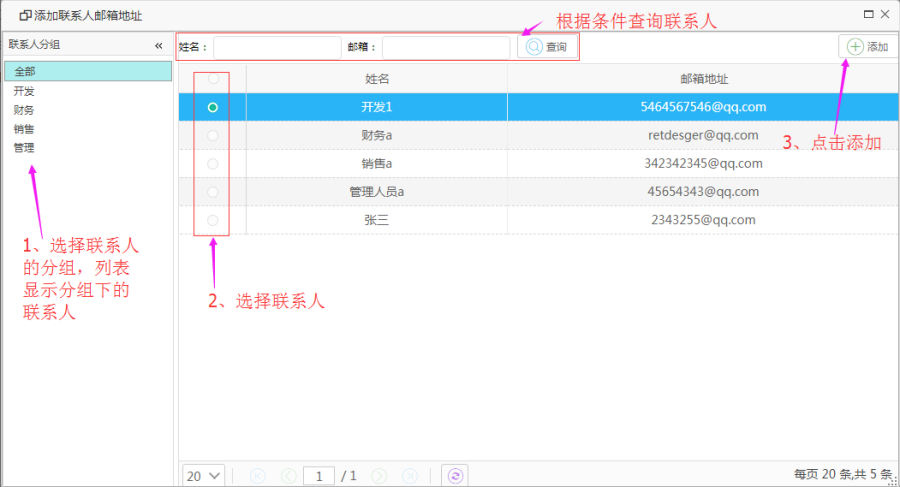 添加联系人邮箱地址
根据条件查询联系人
联系人分组 «
姓名： 邮箱： 查询 添加
全部
开发
财务
销售
管理
姓名 邮箱地址
开发1 5464567546@qq.com
财务a retdesger@qq.com
销售a 342342345@qq.com
管理人员a 45654343@qq.com
张三 2343255@qq.com
3、点击添加
1、选择联系人
的分组，列表
显示分组下的
联系人
2、选择联系人
20 1 / 1 每页 20 条,共 5 条